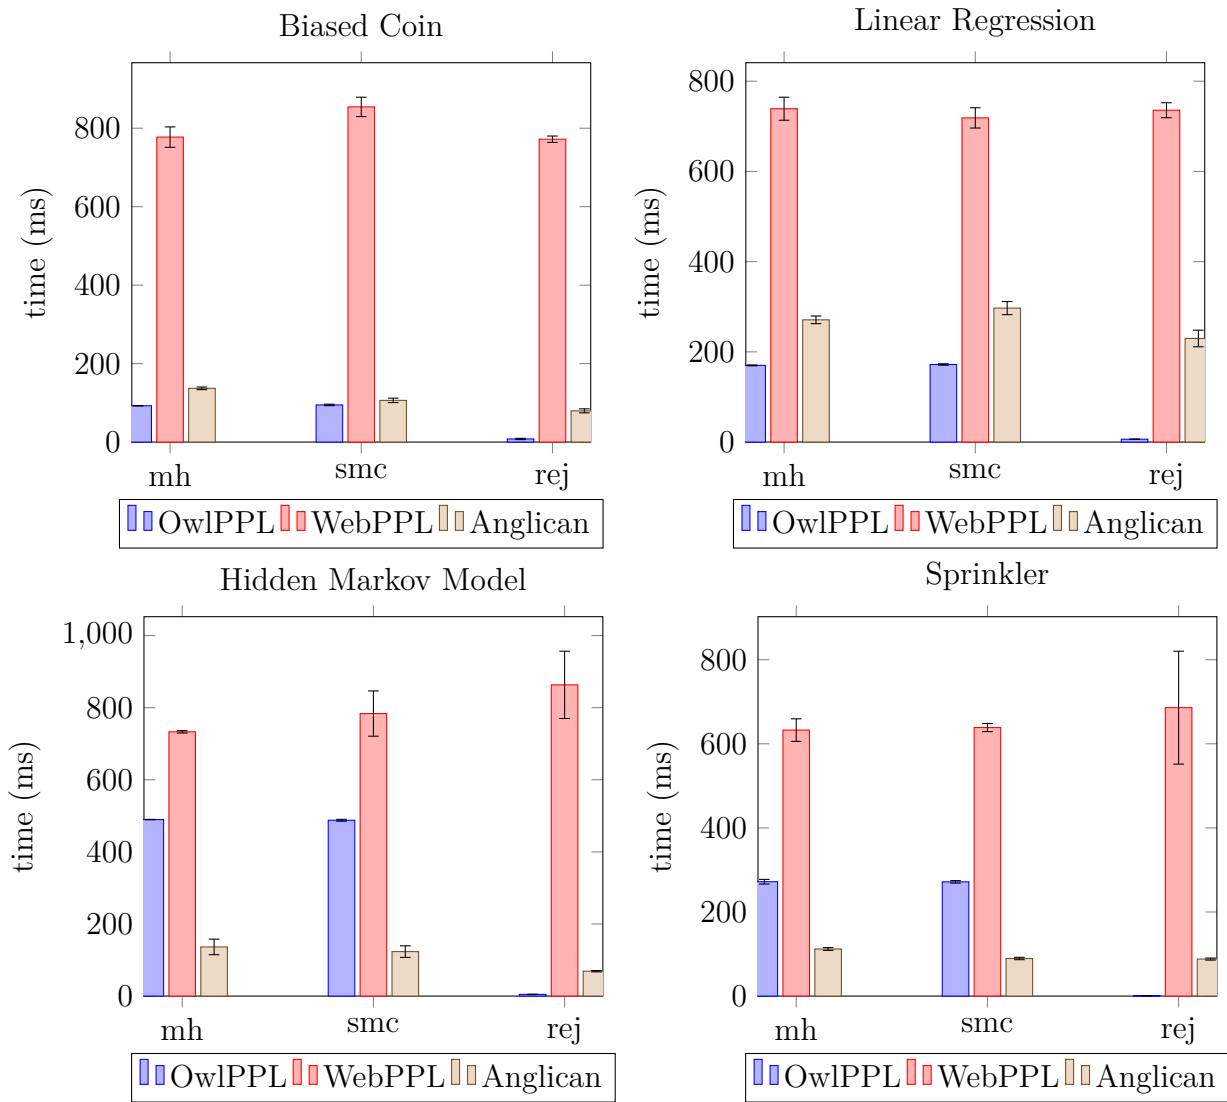 Biased Coin
time (ms)
800
600
400
200
0
mh smc rej
OwlPPL WebPPL Anglican
Linear Regression
time (ms)
800
600
400
200
0
mh smc rej
OwlPPL WebPPL Anglican
Hidden Markov Model
time (ms)
1,000
800
600
400
200
0
mh smc rej
OwlPPL WebPPL Anglican
Sprinkler
time (ms)
800
600
400
200
0
mh smc rej
OwlPPL WebPPL Anglican